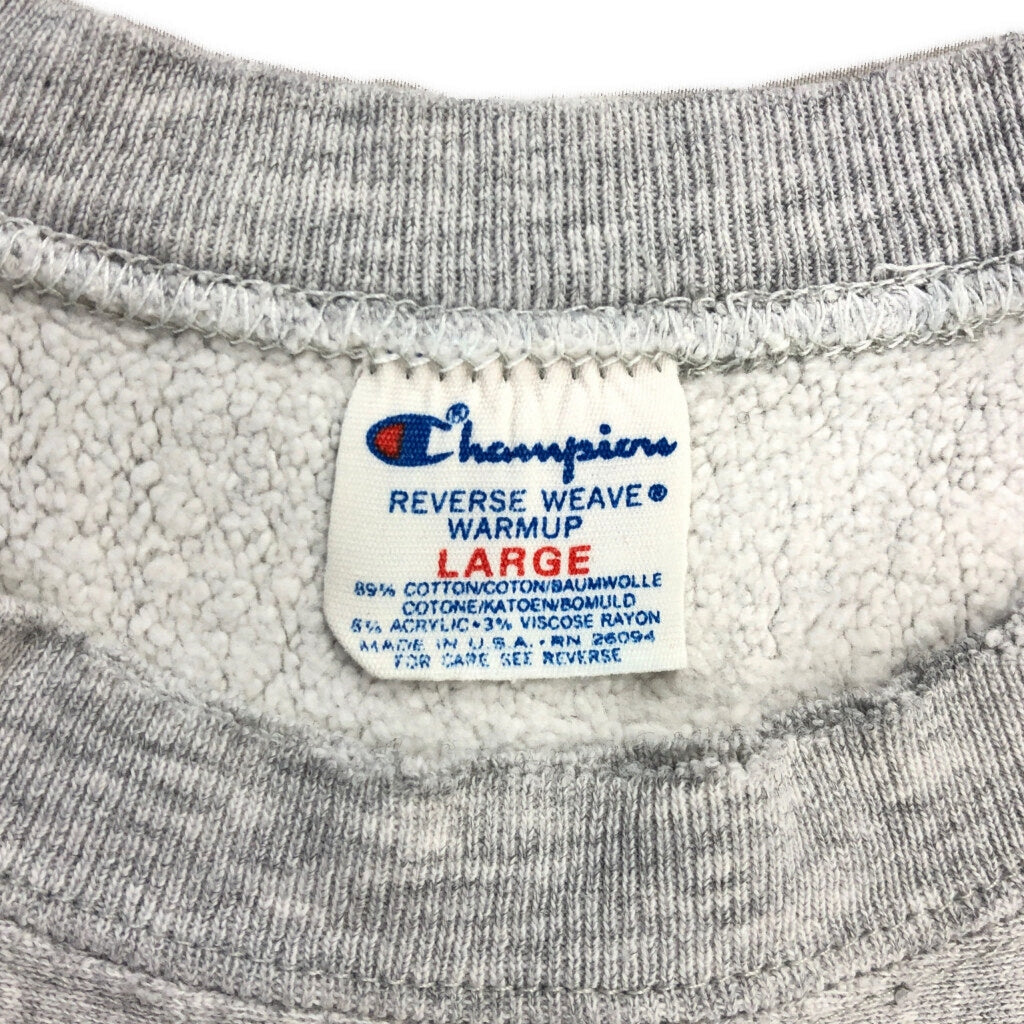 Champion®
REVERSE WEAVE®
WARMUP
LARGE
89% COTTON/COTON/BAUMWOLLE
COTONE/KATOEN/BOMULD
ACRYLIC • 3% VISCOSE RAYON
MADE IN U.S.A. • RN 26094
FOR CARE SEE REVERSE